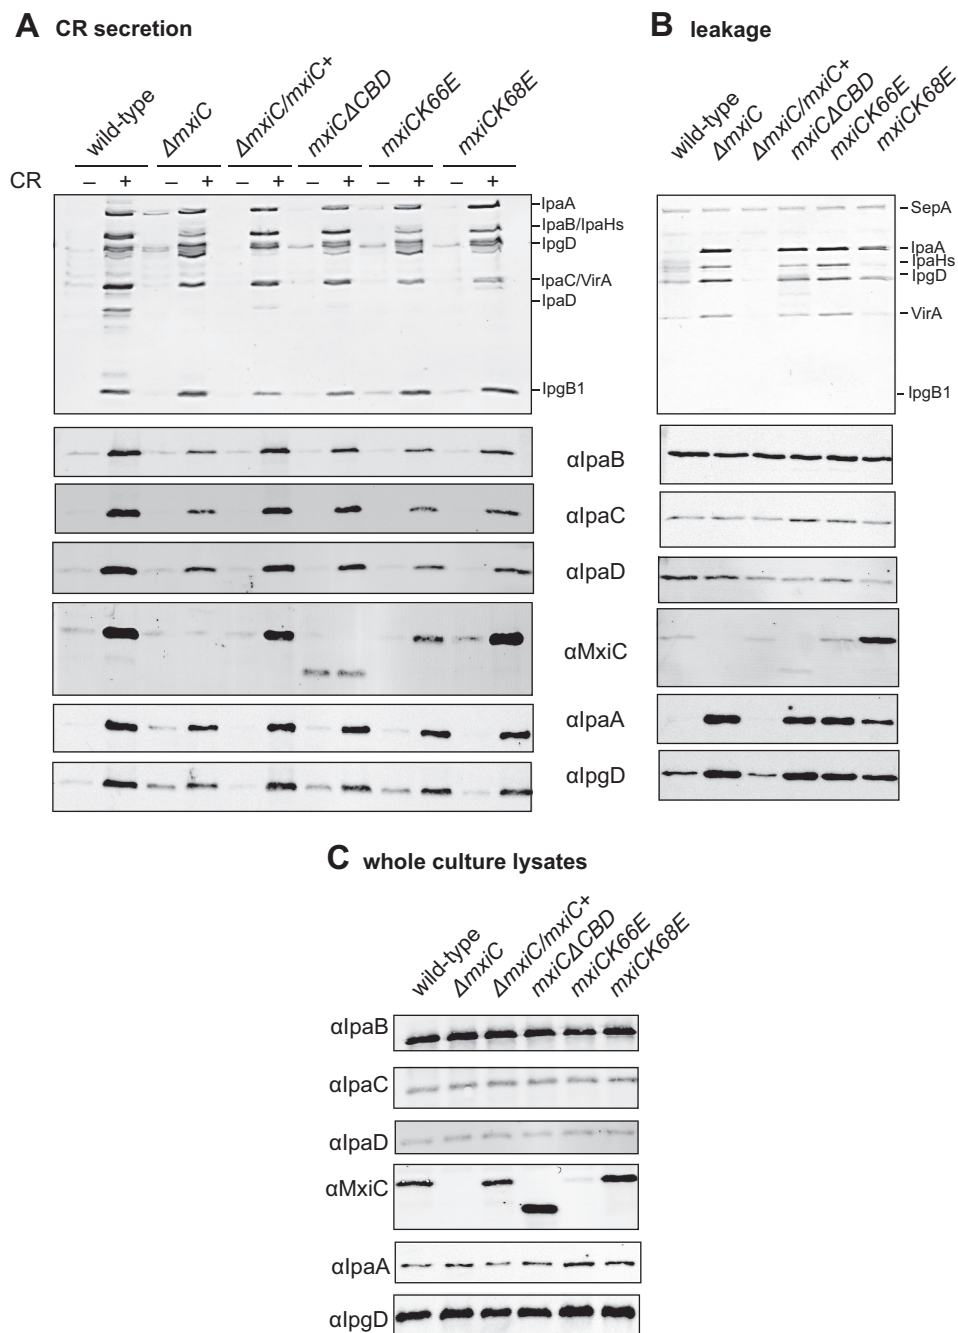 A CR secretion
wild-type
ΔmxiC
ΔmxiC/mxiC+
mxiCΔCBD
mxiCK66E
mxiCK68E
CR – + – + – + – + – + – +
IpaA
IpaB/IpaHs
IpgD
IpaC/VirA
IpaD
IpgB1
B leakage
wild-type
ΔmxiC
ΔmxiC/mxiC+
mxiCΔCBD
mxiCK66E
mxiCK68E
SepA
IpaA
IpaHs
IpgD
VirA
IpgB1
αIpaB
αIpaC
αIpaD
αMxiC
αIpaA
αIpgD
C whole culture lysates
wild-type
ΔmxiC
ΔmxiC/mxiC+
mxiCΔCBD
mxiCK66E
mxiCK68E
αIpaB
αIpaC
αIpaD
αMxiC
αIpaA
αIpgD